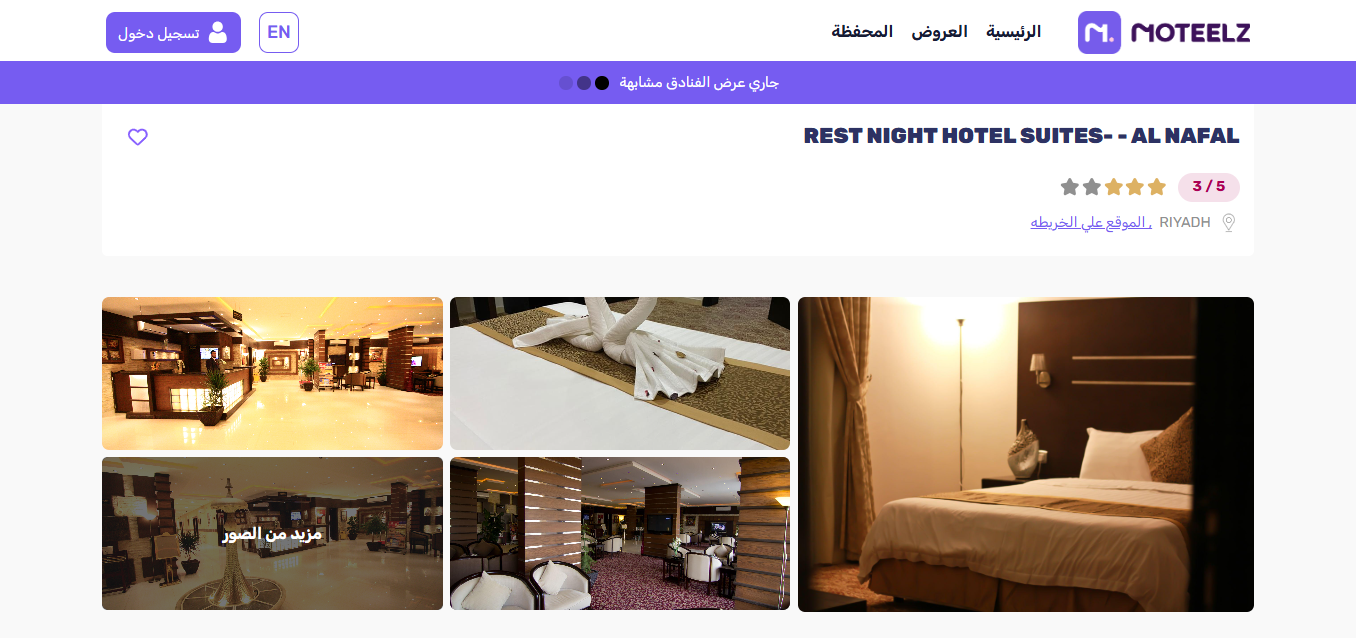 MOTEELZ
الرئيسية
العروض
المحفظة
EN
تسجيل دخول
جاري عرض الفنادق مشابهة
REST NIGHT HOTEL SUITES- - AL NAFAL
3 / 5
RIYADH , الموقع علي الخريطه
مزيد من الصور